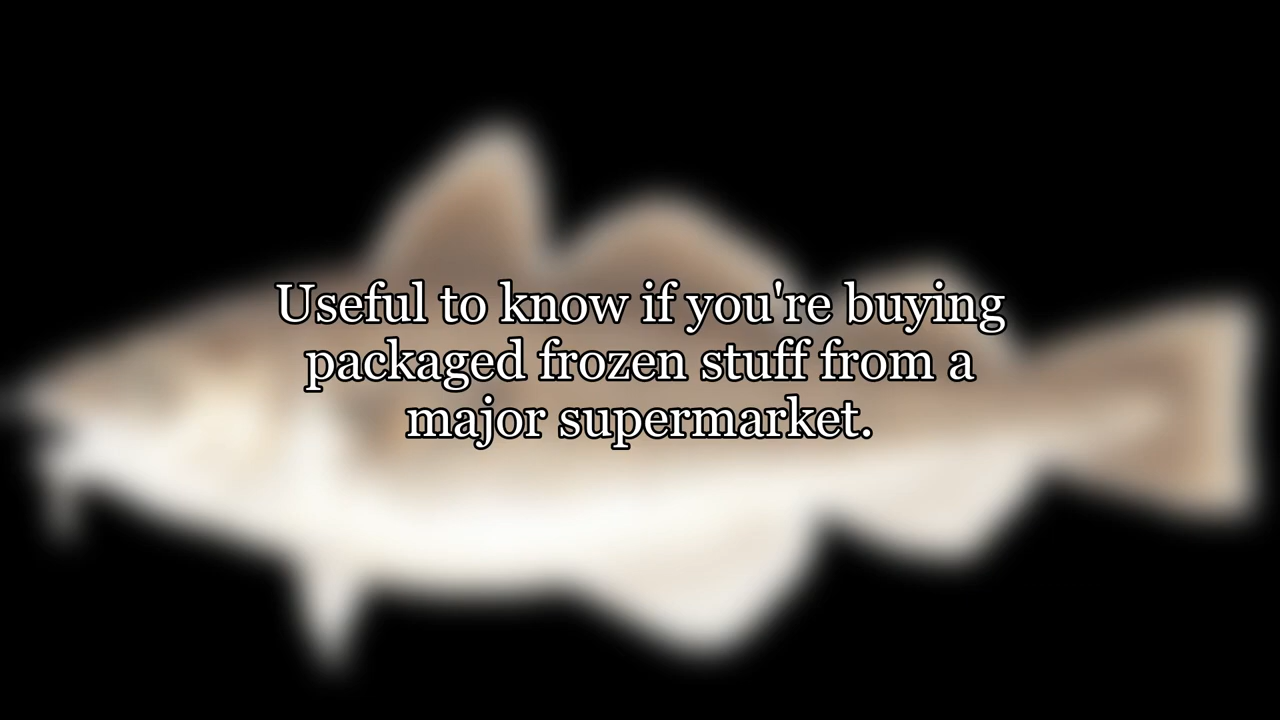 Useful to know if you're buying
packaged frozen stuff from a
major supermarket.